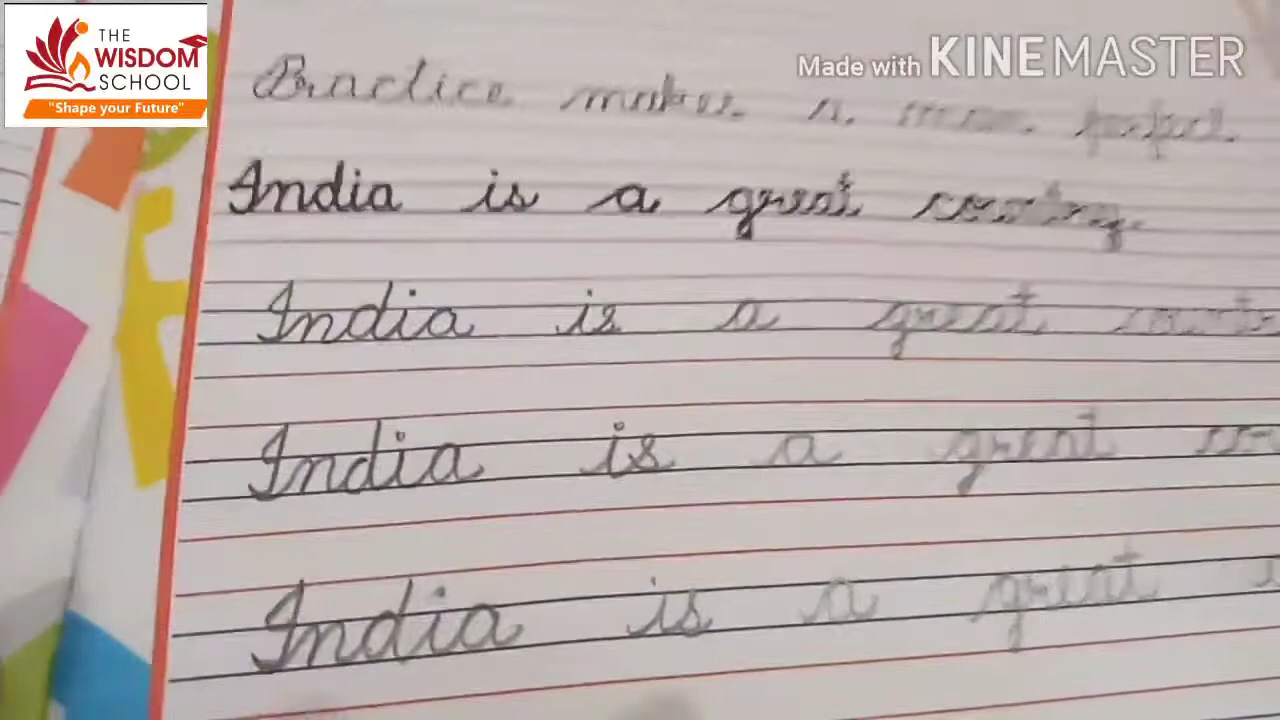 THE
WISDOM
SCHOOL
"Shape your Future"
Made with KINEMASTER
Practice makes a man perfect.
India is a great country.
India is a great
India is a great
India is a great